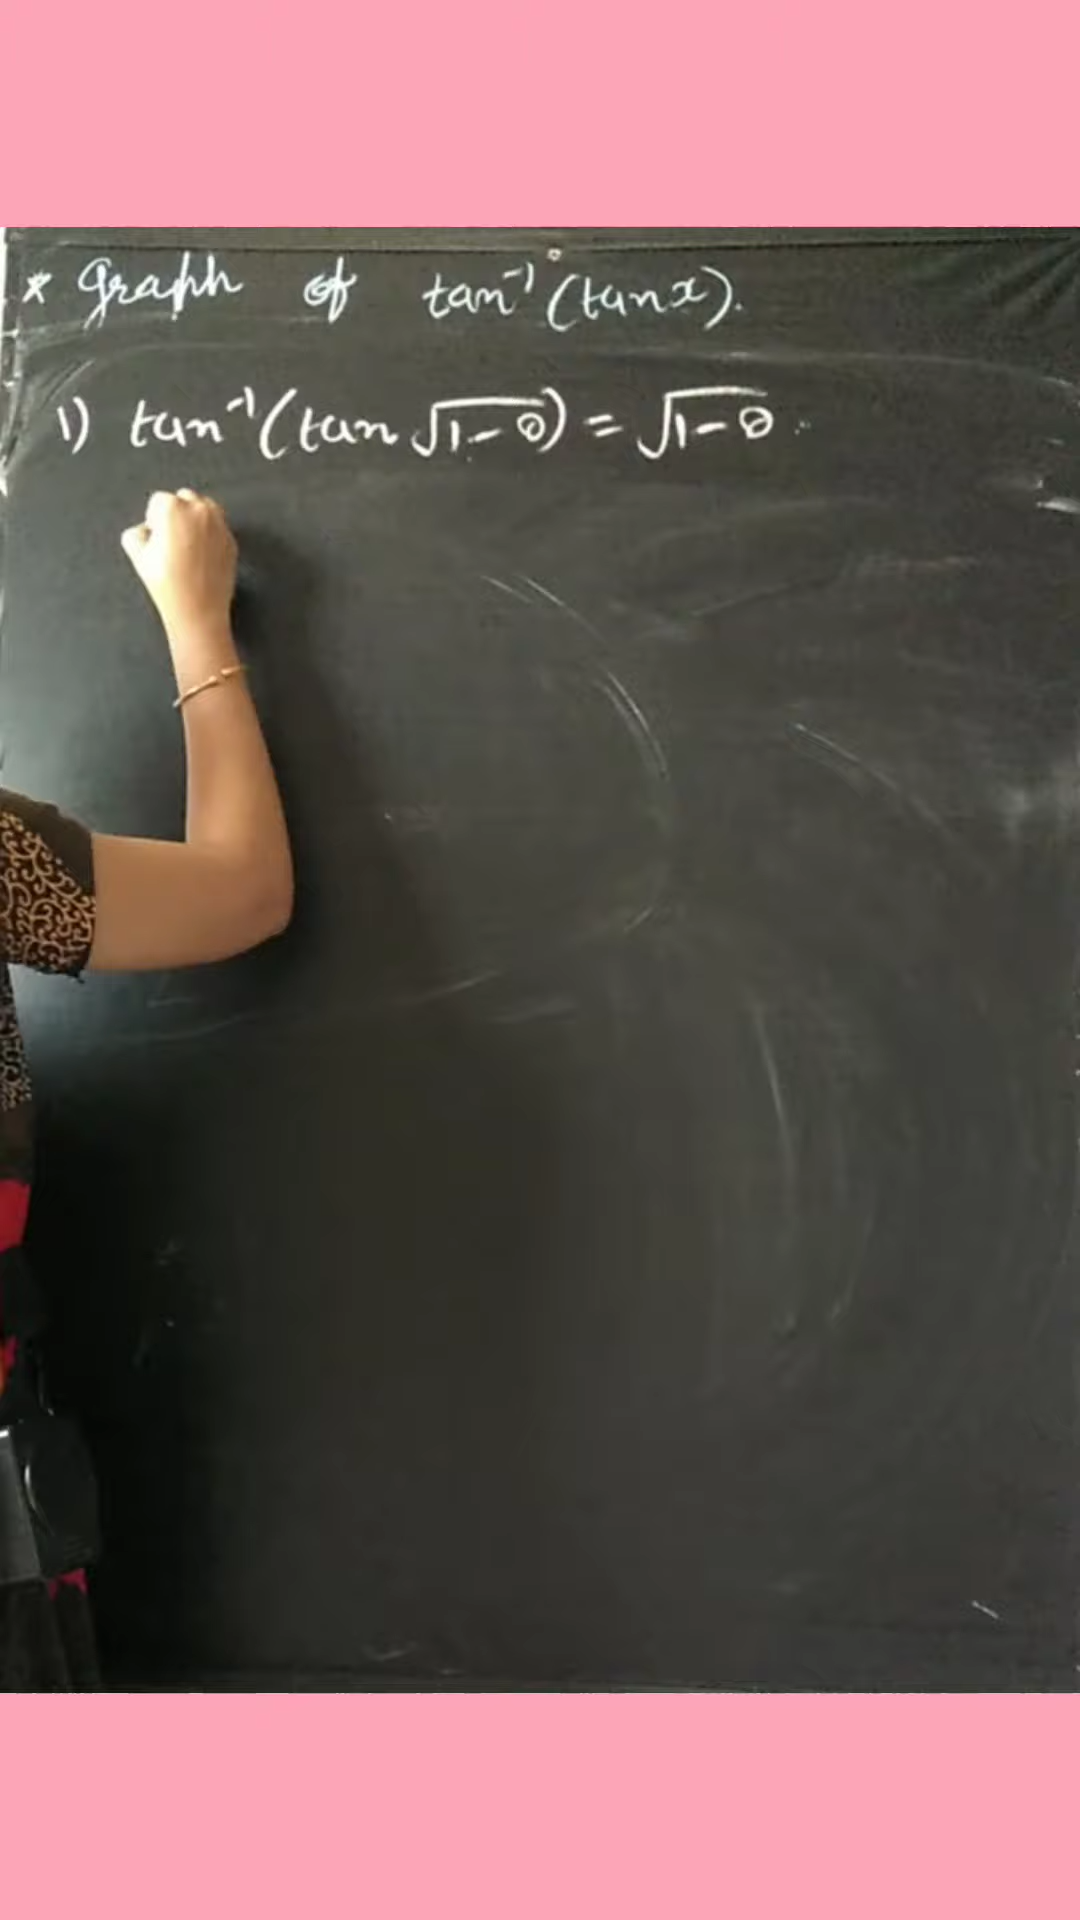 * Graph of tan⁻¹(tanx).
1) tan⁻¹(tan√1-θ) = √1-θ.